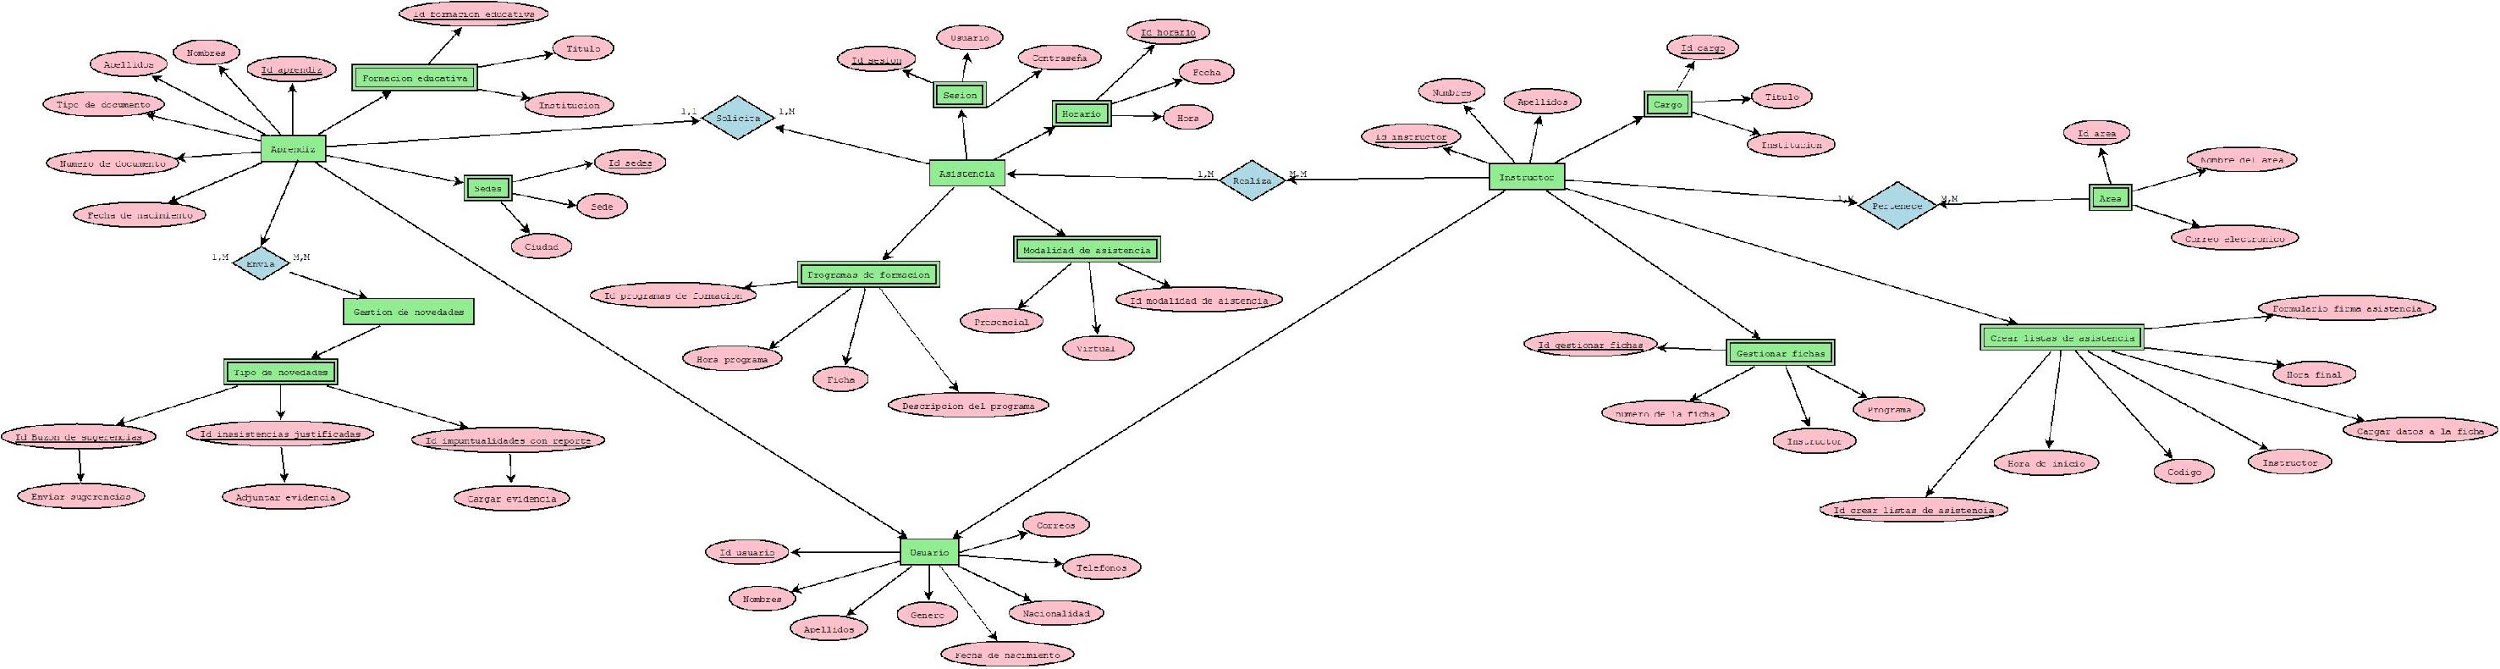 Id formacion educativa
Nombres
Apellidos
Id aprendiz
Tipo de documento
Formacion educativa
Titulo
Institucion
Numero de documento
Aprendiz
Fecha de nacimiento
1,1
Solicita
1,M
Sedes
Id sedes
Sede
Ciudad
1,M
Envia
M,M
Gestion de novedades
Tipo de novedades
Id Buzon de sugerencias
Id inasistencias justificadas
Id impuntualidades con reporte
Enviar sugerencias
Adjuntar evidencia
Cargar evidencia
Usuario
Id sesion
Contraseña
Sesion
Id horario
Fecha
Horario
Hora
Asistencia
1,M
Realiza
M,M
Modalidad de asistencia
Programas de formacion
Id programas de formacion
Id modalidad de aistencia
Presencial
Virtual
Hora programa
Ficha
Descripcion del programa
Id cargo
Nombres
Apellidos
Cargo
Titulo
Id instructor
Institucion
Instructor
1,M
Pertenece
M,M
Id area
Nombre del area
Area
Correo electronico
Id gestionar fichas
Gestionar fichas
numero de la ficha
Programa
Instructor
Formulario firma asistencia
Crear listas de asistencia
Hora final
Cargar datos a la ficha
Hora de inicio
Codigo
Instructor
Id crear listas de asistencia
Correos
Id usuario
Usuario
Telefonos
Nombres
Apellidos
Genero
Nacionalidad
Fecha de nacimiento